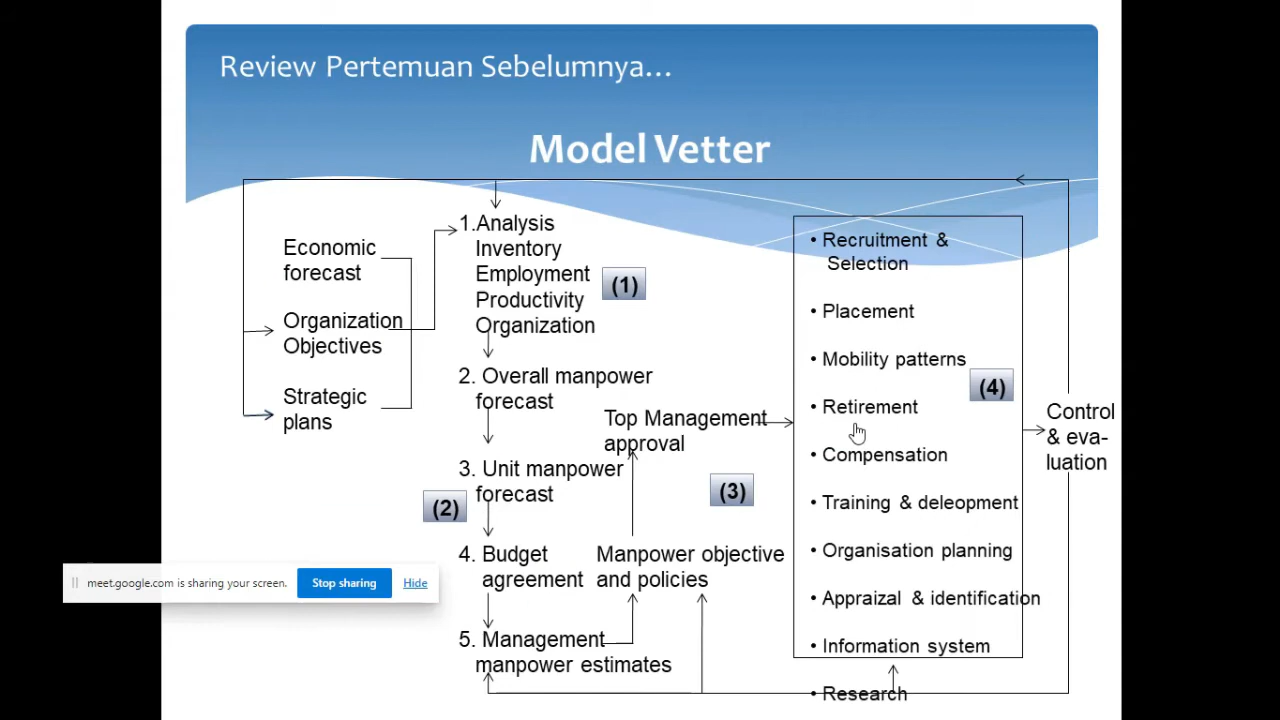 Review Pertemuan Sebelumnya...
Model Vetter
Economic
forecast
Organization
Objectives
Strategic
plans
1.Analysis
Inventory
Employment
Productivity
Organization
(1)
2. Overall manpower
forecast
3. Unit manpower
forecast
(2)
4. Budget
agreement
5. Management
manpower estimates
Top Management
approval
(3)
Manpower objective
and policies
• Recruitment &
Selection
• Placement
• Mobility patterns
(4)
• Retirement
• Compensation
• Training & deleopment
• Organisation planning
• Appraizal & identification
• Information system
• Research
Control
& eva-
luation
meet.google.com is sharing your screen.
Stop sharing
Hide